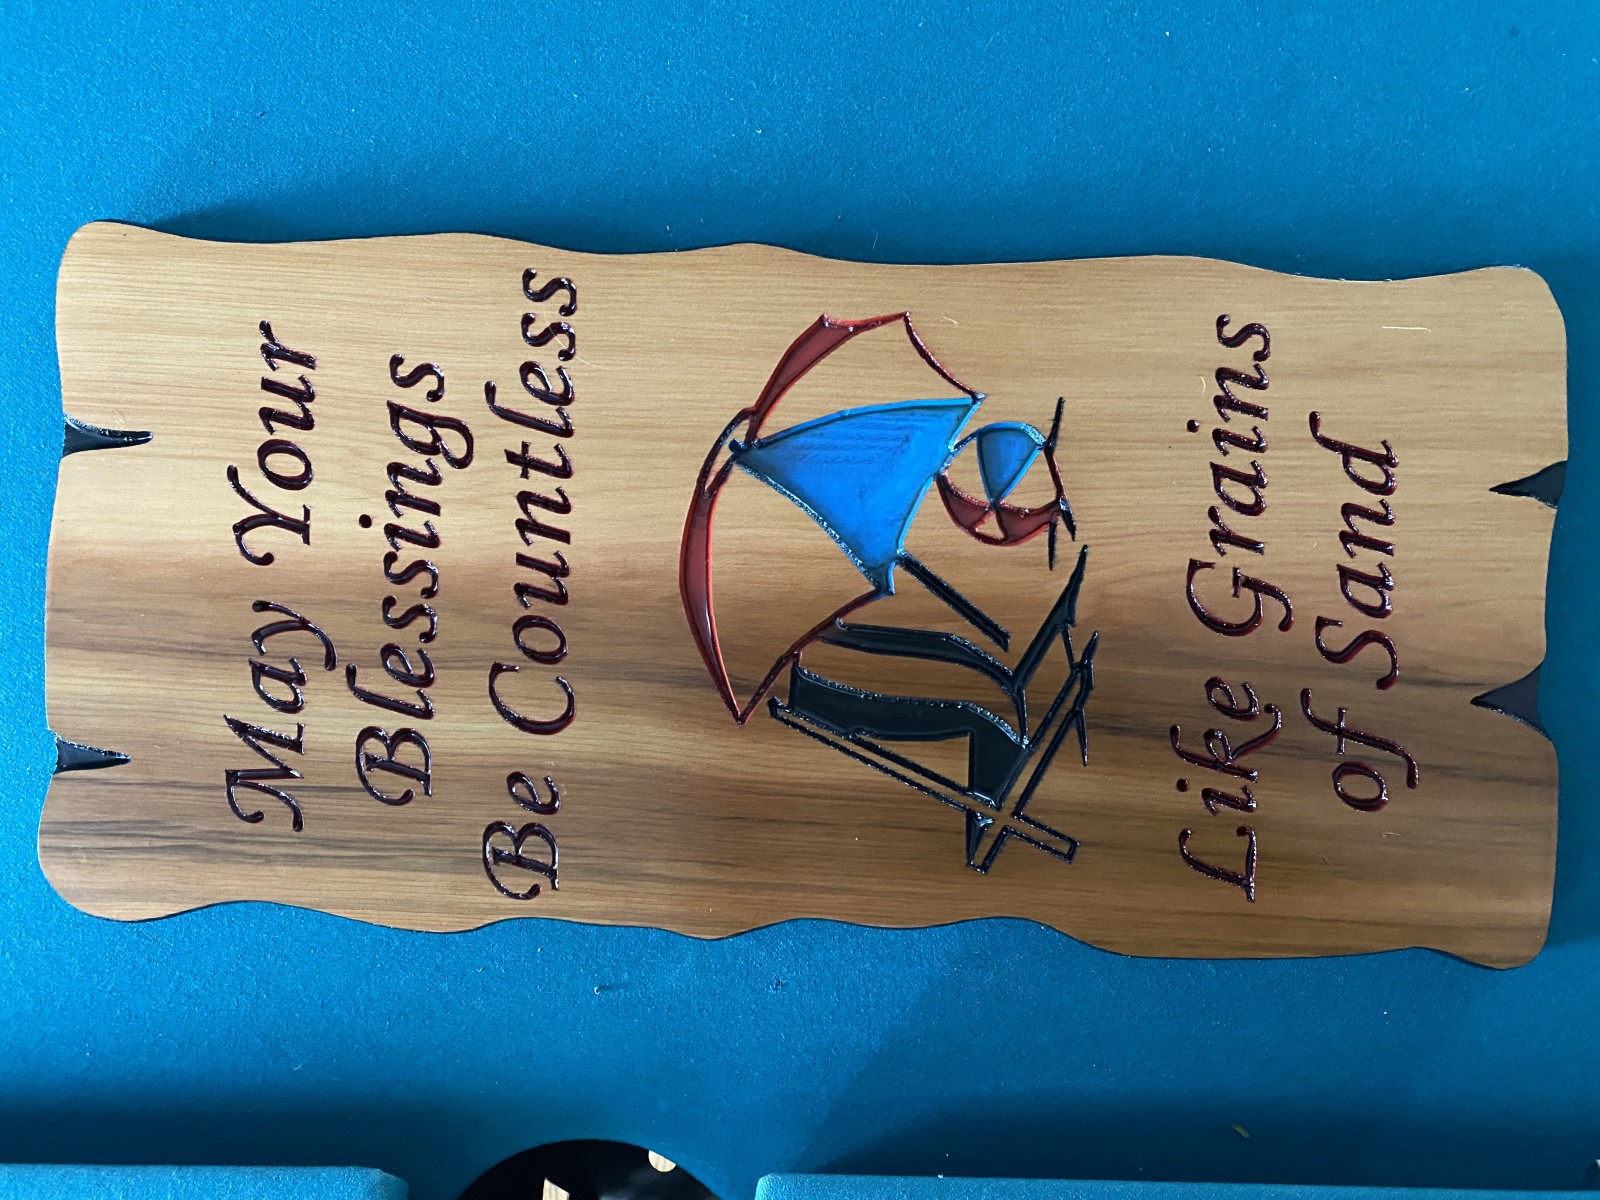 May Your
Blessings
Be Countless
Like Grains
of Sand